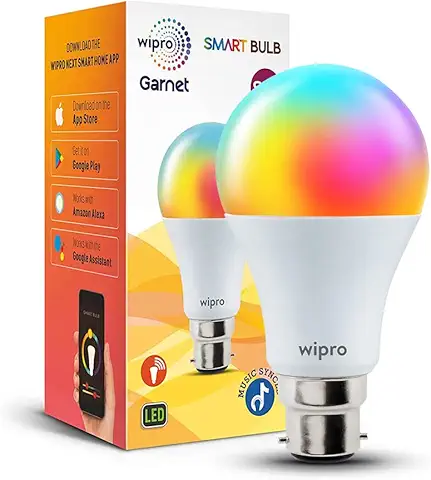 DOWNLOAD THE
WIPRO NEXT SMART HOME APP
Download on the
App Store
Get it on
Google Play
Works with
Amazon Alexa
Works with the
Google Assistant
SMART BULB
wipro
SMART BULB
Garnet
wipro
LED
MUSIC SYNC
wipro